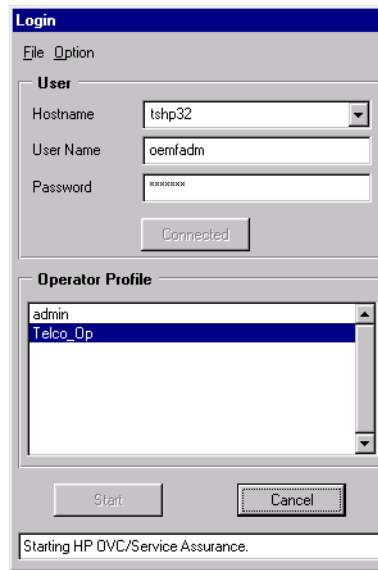 Login
File Option
User
Hostname tshp32
User Name oemfadm
Password *******
Connected
Operator Profile
admin
Telco_Op
Start Cancel
Starting HP OVC/Service Assurance.